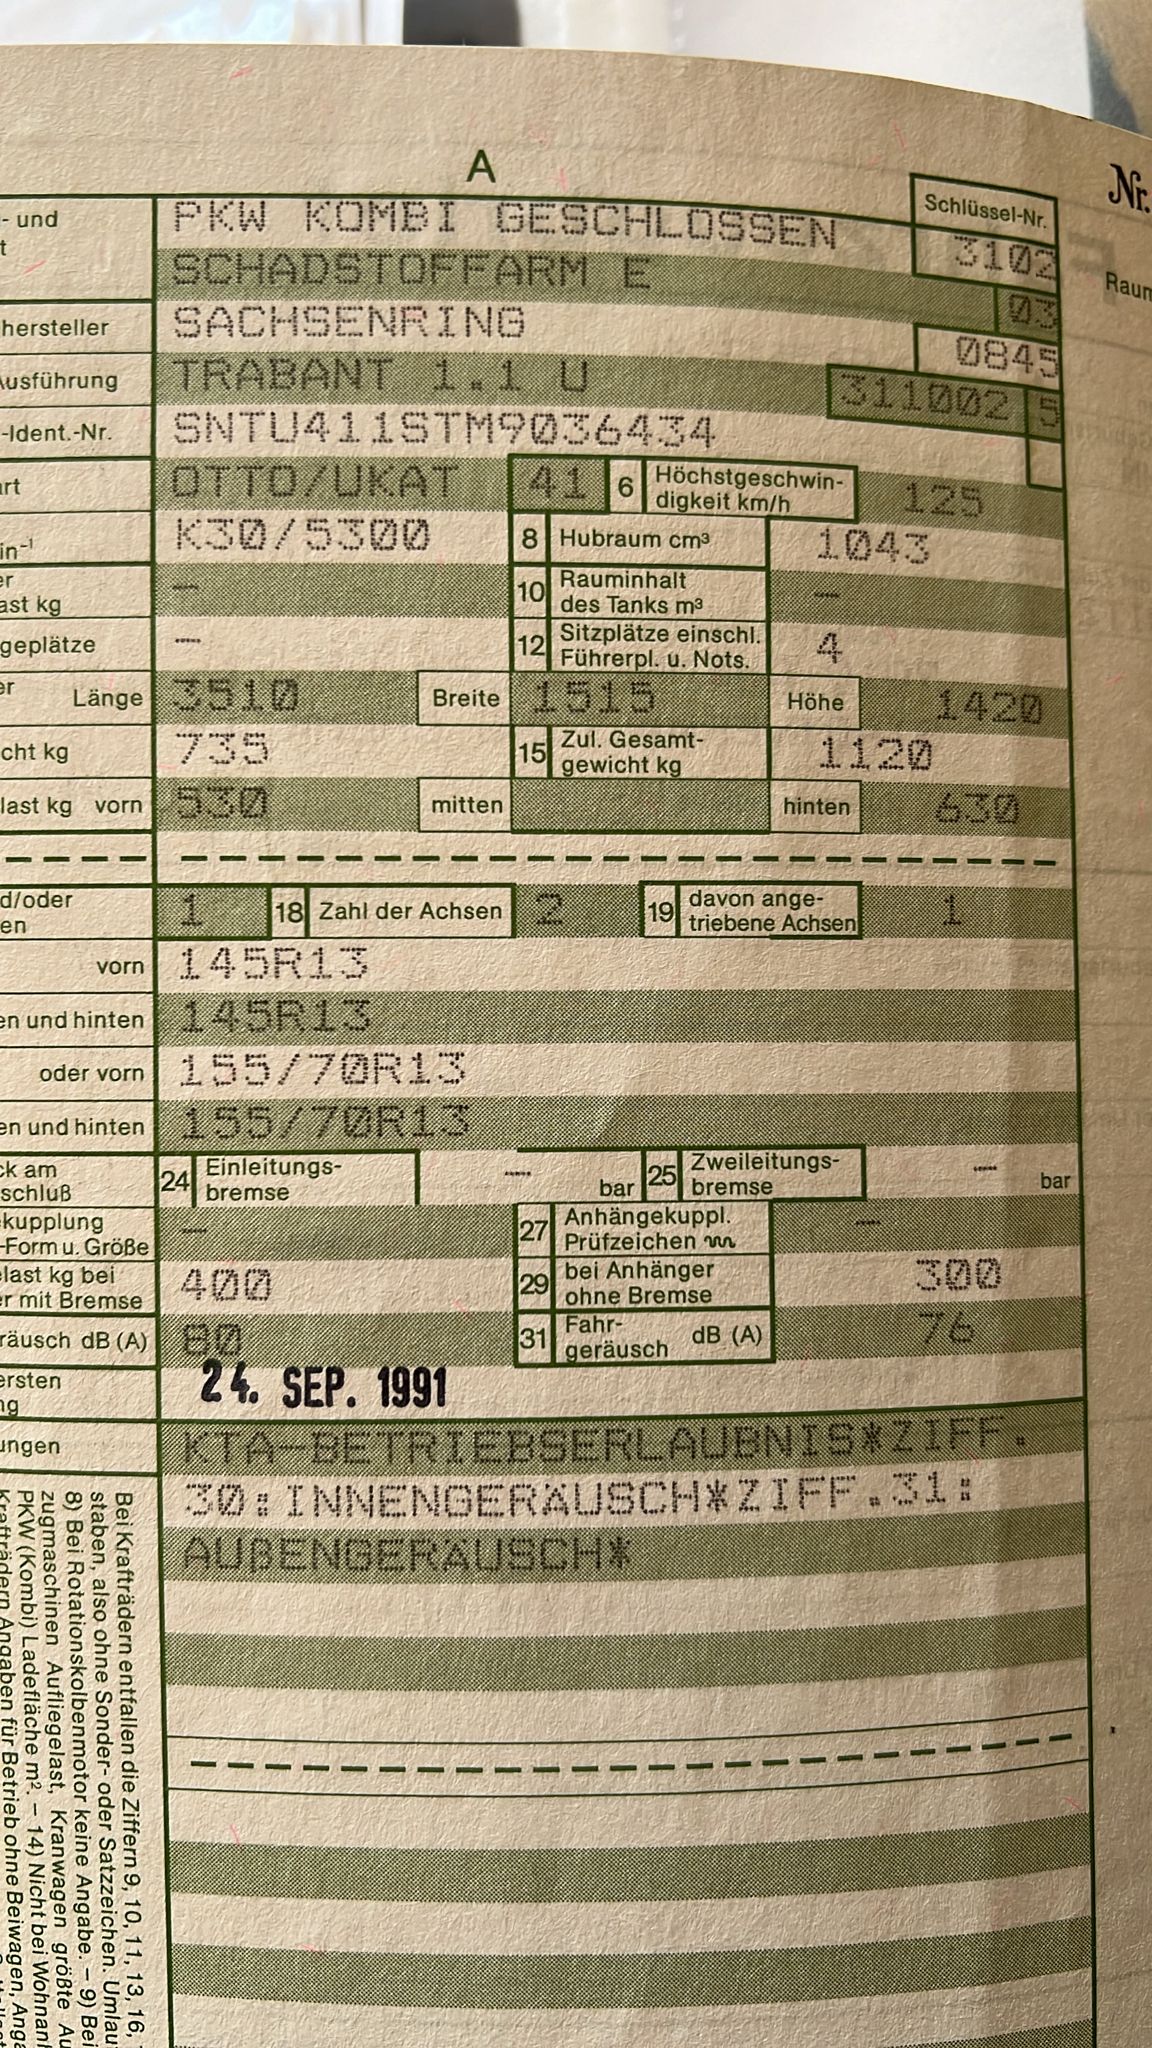 A
Nr.
- und
t
PKW KOMBI GESCHLOSSEN
Schlüssel-Nr.
3102
Raum
SCHADSTOFFARM E
03
hersteller
SACHSENRING
0845
Ausführung
TRABANT 1.1 U
311002 5
-Ident.-Nr.
SNTU411STM9036434
art
OTTO/UKAT
41
6 Höchstgeschwin-
digkeit km/h
125
in-1
K30/5300
8 Hubraum cm³
1043
er
last kg
—
10 Rauminhalt
des Tanks m³
—
geplätze
—
12 Sitzplätze einschl.
Führerpl. u. Nots.
4
er Länge
3510
Breite
1515
Höhe
1420
cht kg
735
15 Zul. Gesamt-
gewicht kg
1120
last kg vorn
530
mitten
hinten
630
d/oder
en
1
18 Zahl der Achsen
2
19 davon ange-
triebene Achsen
1
vorn
145R13
en und hinten
145R13
oder vorn
155/70R13
en und hinten
155/70R13
ck am
schluß
24 Einleitungs-
bremse
— bar
25 Zweileitungs-
bremse
— bar
kupplung
-Form u. Größe
—
27 Anhängekuppl.
Prüfzeichen
—
elast kg bei
er mit Bremse
400
29 bei Anhänger
ohne Bremse
300
räusch dB (A)
80
31 Fahr-
geräusch dB (A)
76
ersten
ng
24. SEP. 1991
ungen
KTA-BETRIEBSERLAUBNIS*ZIFF.
30:INNENGERÄUSCH*ZIFF.31:
AUßENGERÄUSCH*
Bei Krafträdern entfallen die Ziffern 9, 10, 11, 13, 16,
staben, also ohne Sonder- oder Satzzeichen. Umlau
8) Bei Rotationskolbenmotor keine Angabe. – 9) Bei
zugmaschinen Aufliegelast, Kranwagen größte Au
PKW (Kombi) Ladefläche m². – 14) Nicht bei Wohnanh
Krafträdern Angaben für Betrieb ohne Beiwagen, Anga